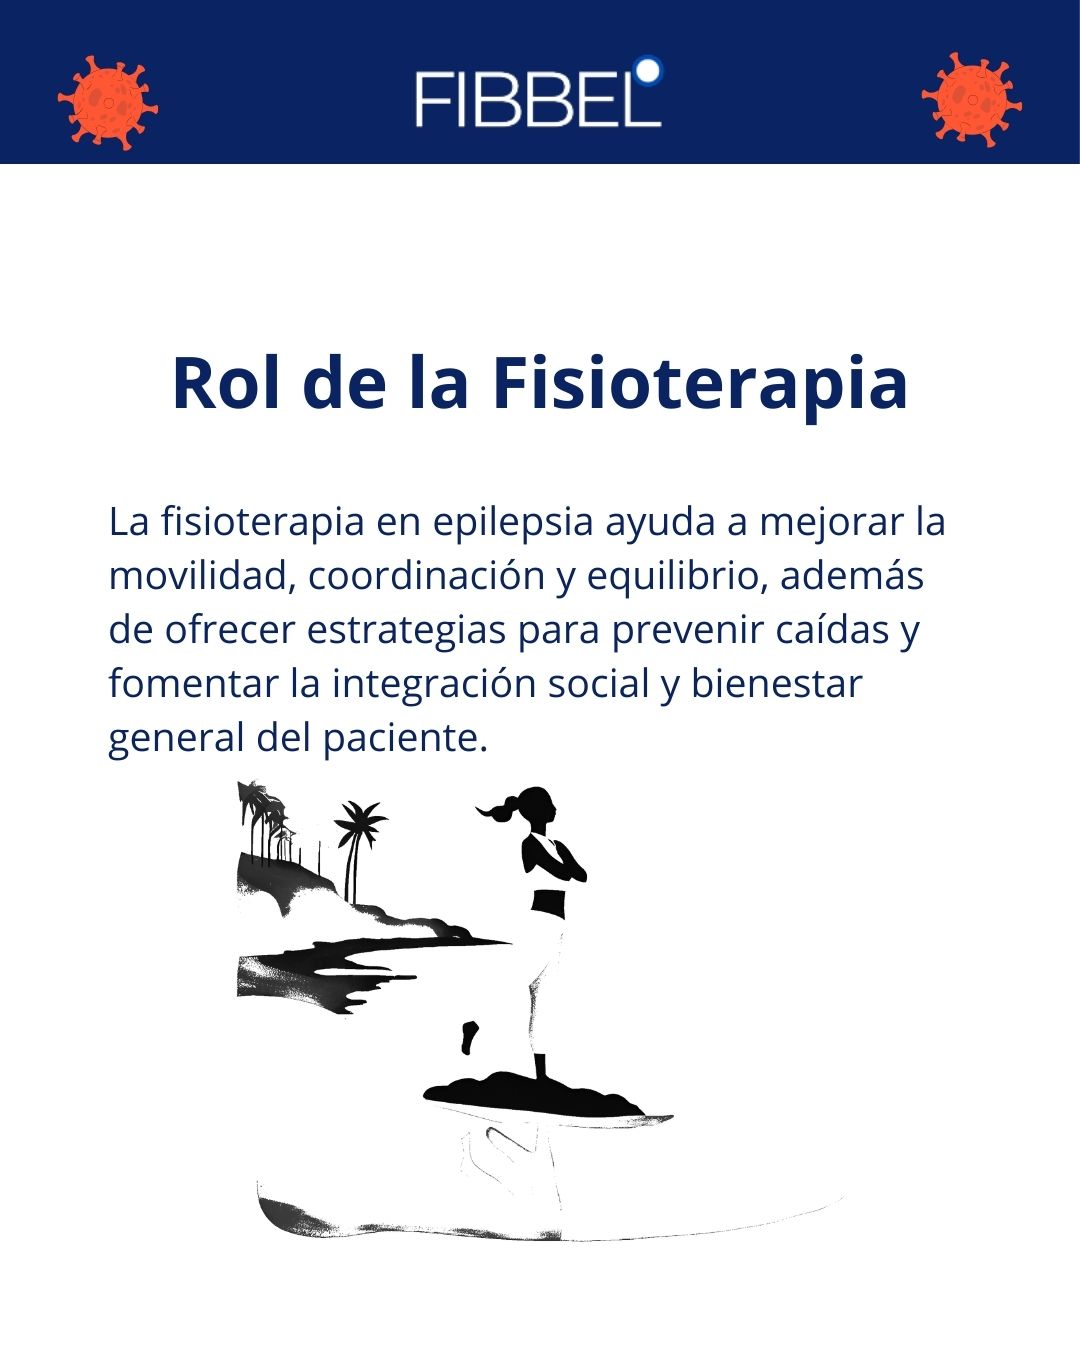 FIBBEL
Rol de la Fisioterapia
La fisioterapia en epilepsia ayuda a mejorar la
movilidad, coordinación y equilibrio, además
de ofrecer estrategias para prevenir caídas y
fomentar la integración social y bienestar
general del paciente.